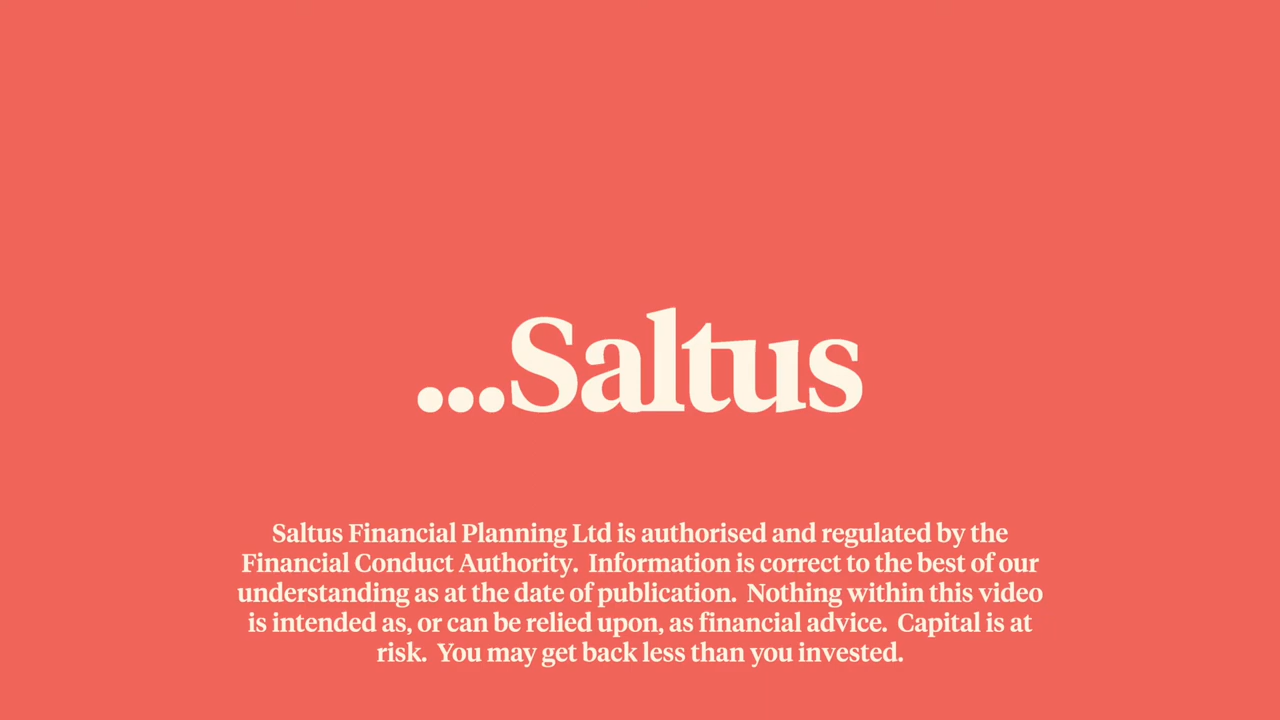 ...Saltus
Saltus Financial Planning Ltd is authorised and regulated by the
Financial Conduct Authority.  Information is correct to the best of our
understanding as at the date of publication.  Nothing within this video
is intended as, or can be relied upon, as financial advice.  Capital is at
risk.  You may get back less than you invested.